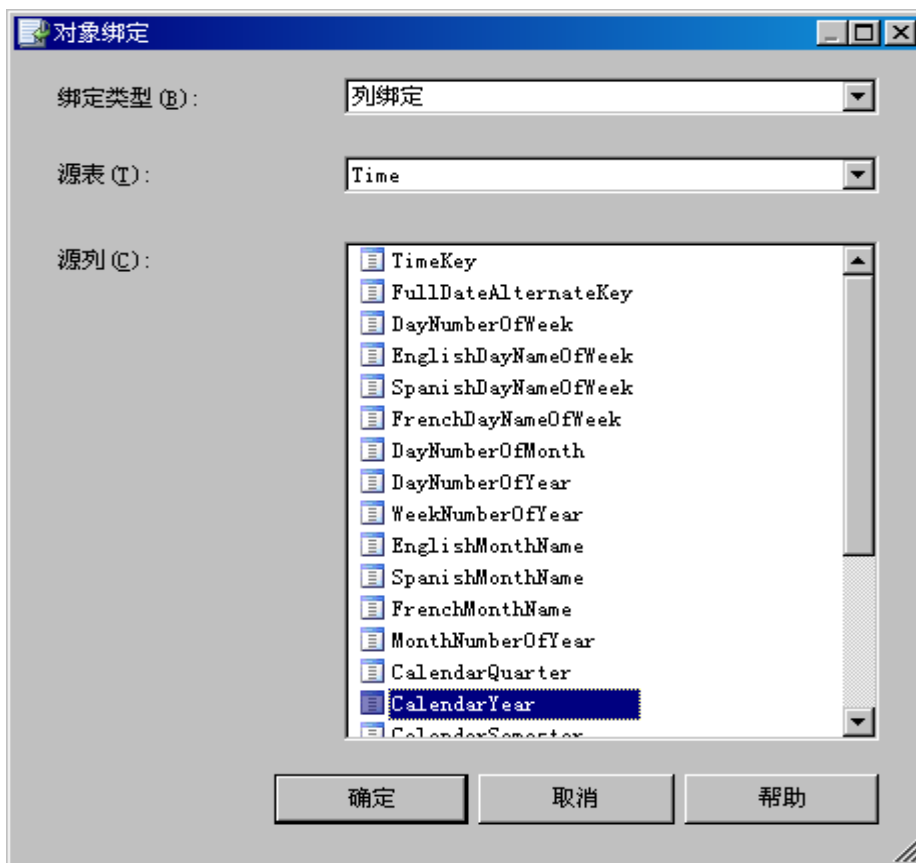 对象绑定
绑定类型(B):
列绑定
源表(T):
Time
源列(C):
TimeKey
FullDateAlternateKey
DayNumberOfWeek
EnglishDayNameOfWeek
SpanishDayNameOfWeek
FrenchDayNameOfWeek
DayNumberOfMonth
DayNumberOfYear
WeekNumberOfYear
EnglishMonthName
SpanishMonthName
FrenchMonthName
MonthNumberOfYear
CalendarQuarter
CalendarYear
CalendarSemester
确定 取消 帮助